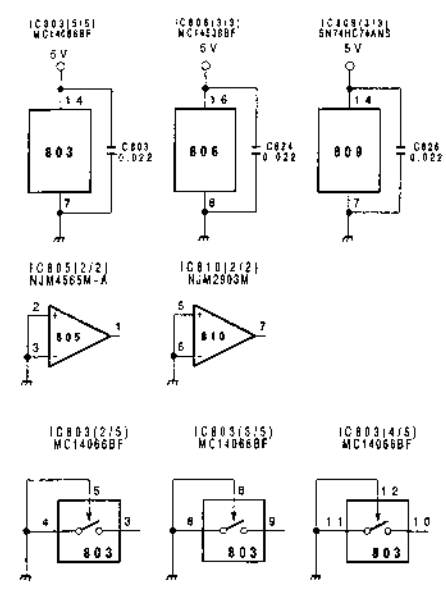 IC803(5/5)
MC14066BF
5V
14
803
C803
0.022
7
IC806(3/3)
MC14538BF
5V
16
806
C824
0.022
8
IC809(3/3)
SN74HC74ANS
5V
14
809
C826
0.022
7
IC805(2/2)
NJM4565M-A
2
+
805
1
3
-
IC810(2/2)
NJM2903M
5
+
810
7
6
-
IC803(2/5)
MC14066BF
5
4
3
803
IC803(3/5)
MC14066BF
8
9
803
IC803(4/5)
MC14066BF
12
11
10
803